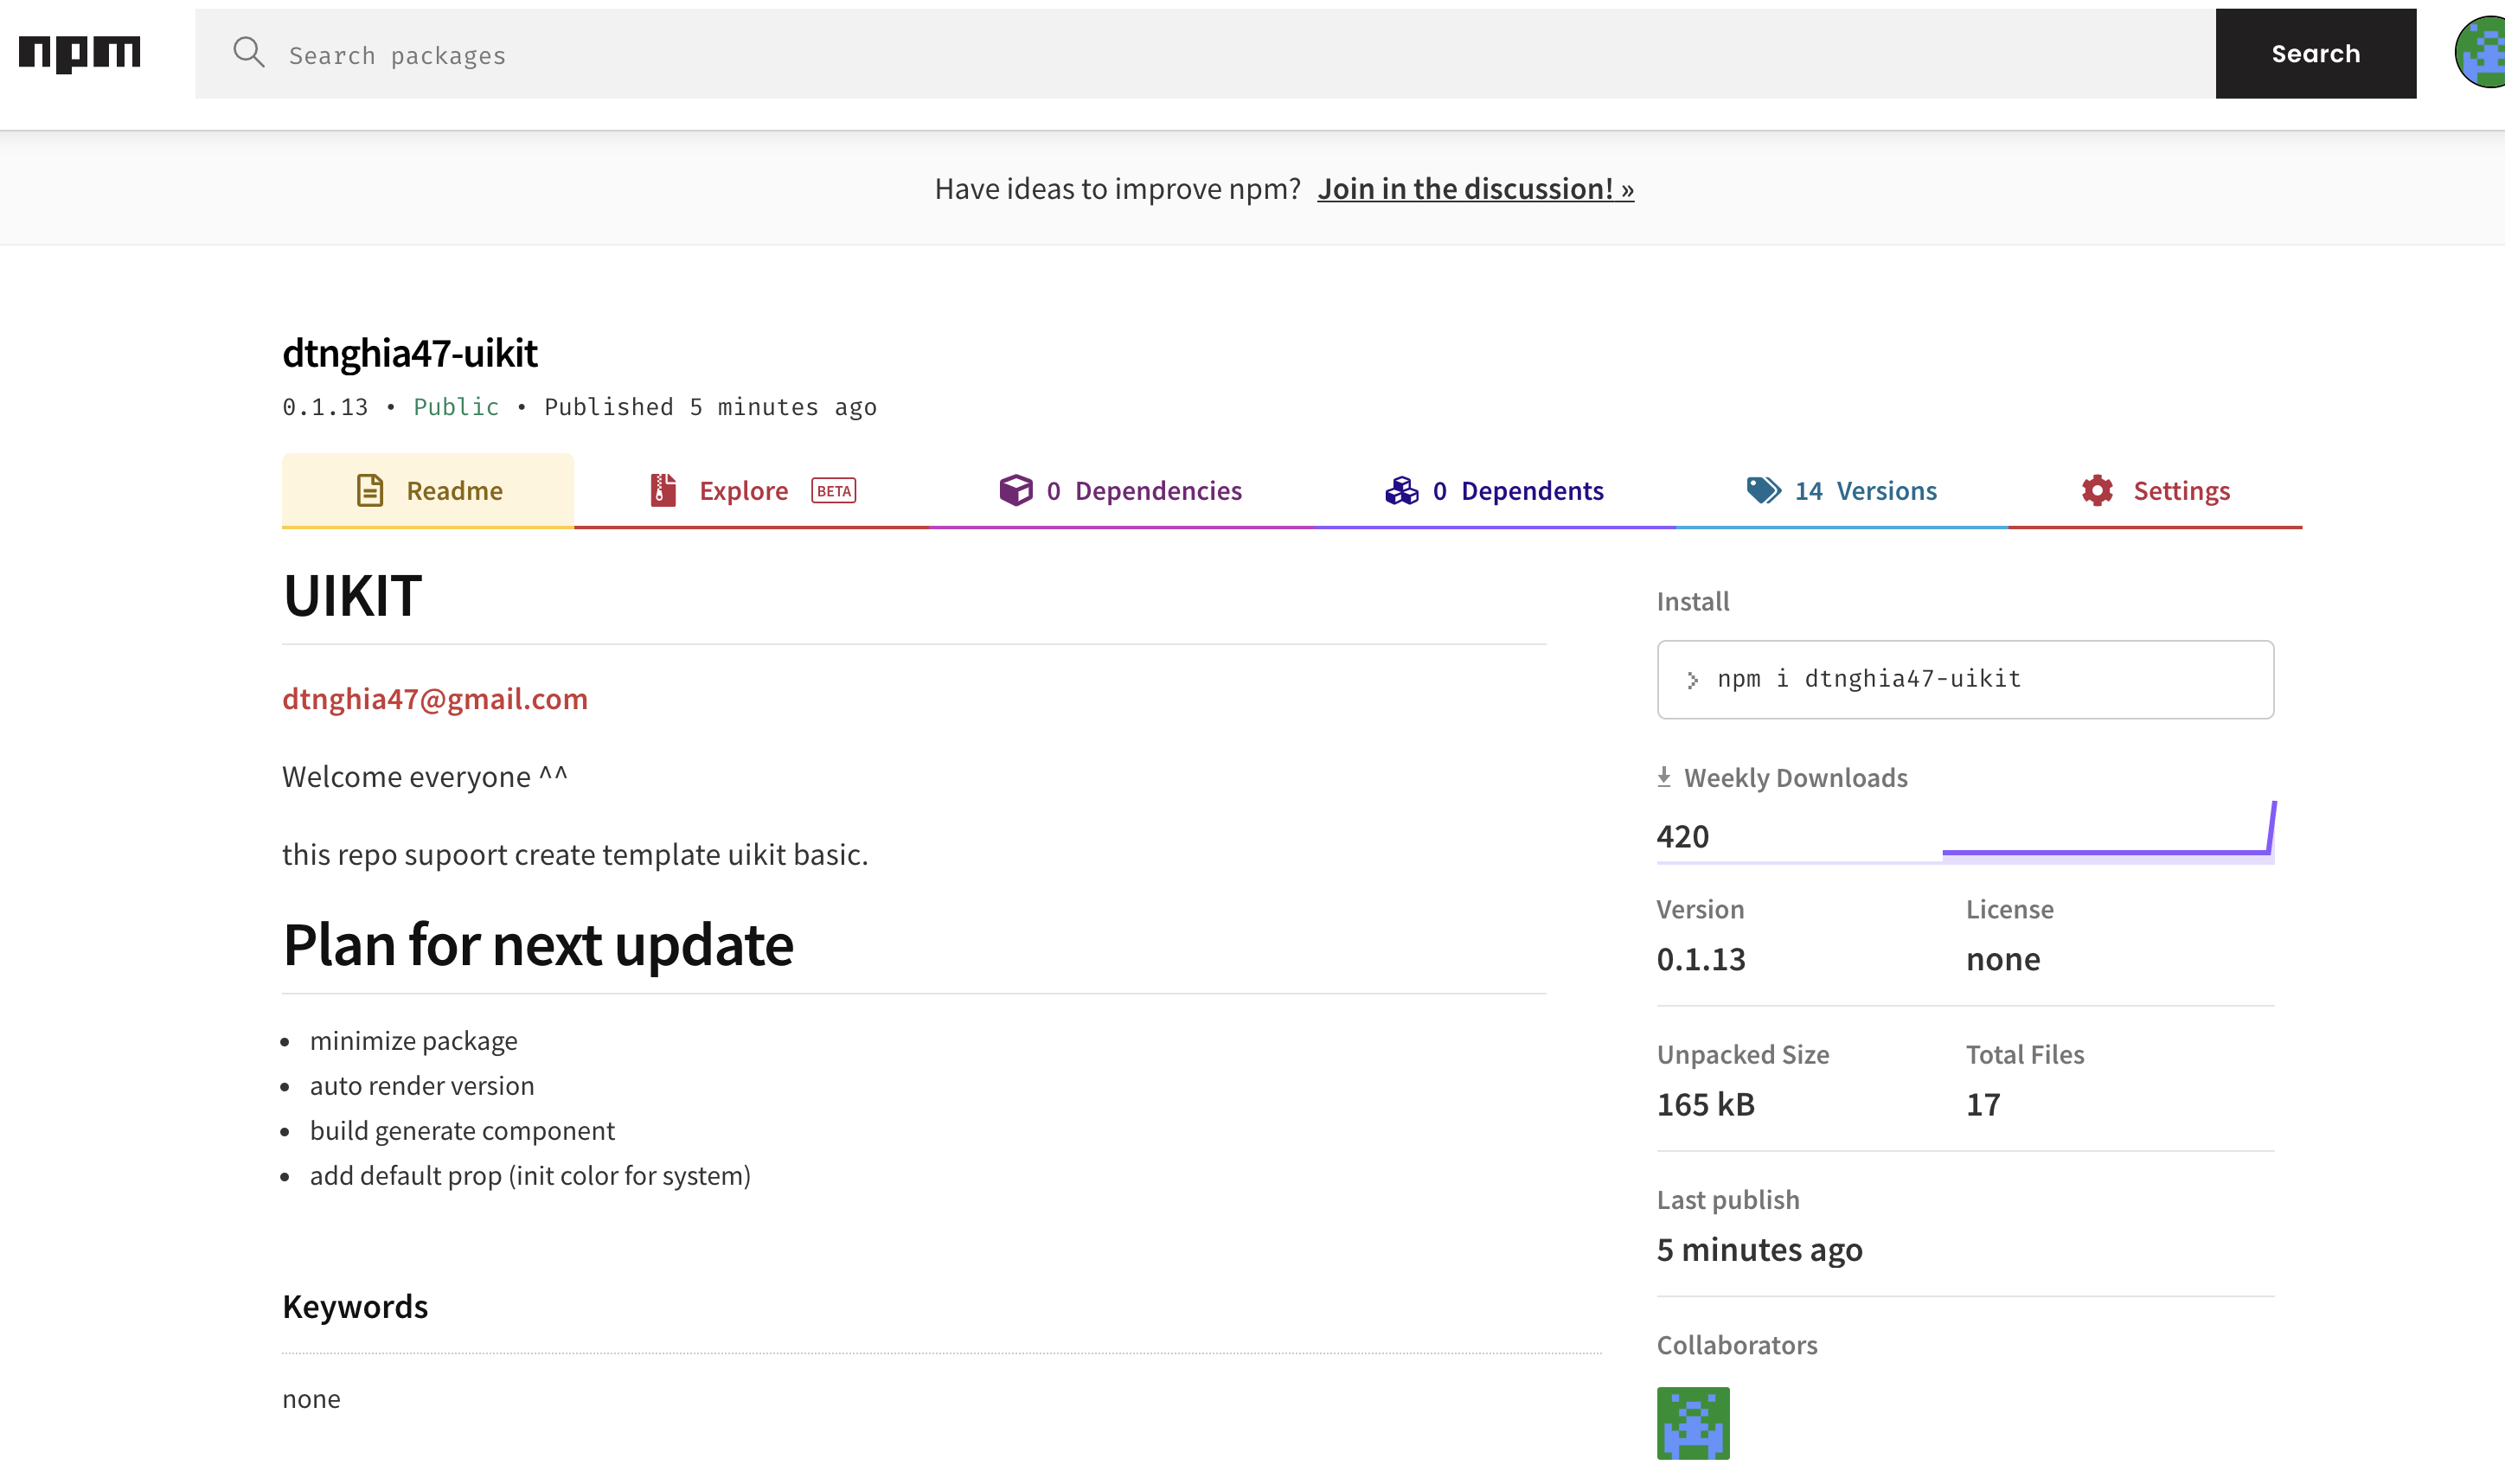 npm
Search packages
Search
Have ideas to improve npm? Join in the discussion! »
dtnghia47-uikit
0.1.13 • Public • Published 5 minutes ago
Readme
Explore BETA
0 Dependencies
0 Dependents
14 Versions
Settings
UIKIT
dtnghia47@gmail.com
Welcome everyone ^^
this repo supoort create template uikit basic.
Plan for next update
• minimize package
• auto render version
• build generate component
• add default prop (init color for system)
Keywords
none
Install
npm i dtnghia47-uikit
Weekly Downloads
420
Version
0.1.13
License
none
Unpacked Size
165 kB
Total Files
17
Last publish
5 minutes ago
Collaborators